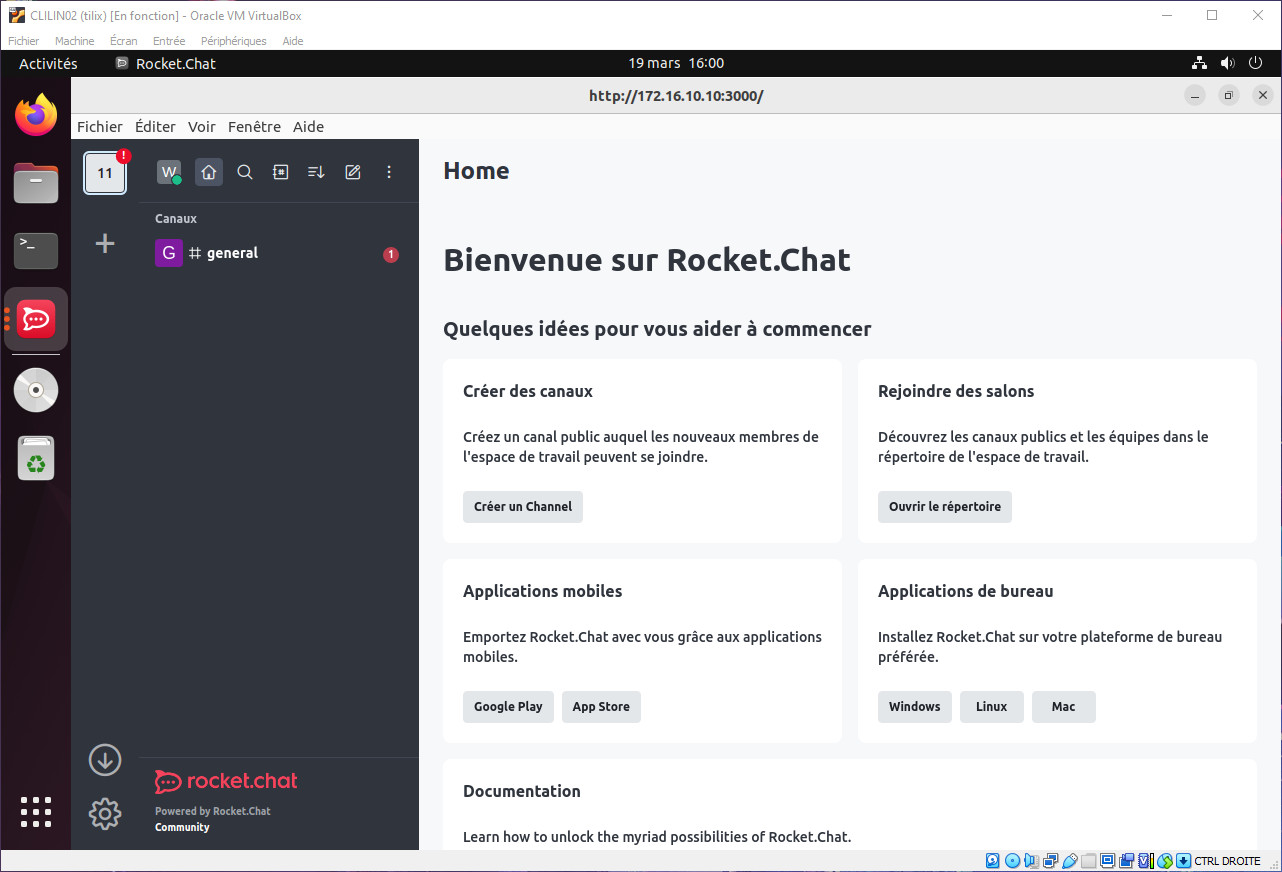 CLILIN02 (tilix) [En fonction] - Oracle VM VirtualBox
Fichier Machine Écran Entrée Périphériques Aide
Activités Rocket.Chat 19 mars 16:00
http://172.16.10.10:3000/
Fichier Éditer Voir Fenêtre Aide
11 ! W
Canaux
G # general 1
>_
rocket.chat
Powered by Rocket.Chat
Community
Home
Bienvenue sur Rocket.Chat
Quelques idées pour vous aider à commencer
Créer des canaux
Créez un canal public auquel les nouveaux membres de
l'espace de travail peuvent se joindre.
Créer un Channel
Rejoindre des salons
Découvrez les canaux publics et les équipes dans le
répertoire de l'espace de travail.
Ouvrir le répertoire
Applications mobiles
Emportez Rocket.Chat avec vous grâce aux applications
mobiles.
Google Play App Store
Applications de bureau
Installez Rocket.Chat sur votre plateforme de bureau
préférée.
Windows Linux Mac
Documentation
Learn how to unlock the myriad possibilities of Rocket.Chat.
CTRL DROITE